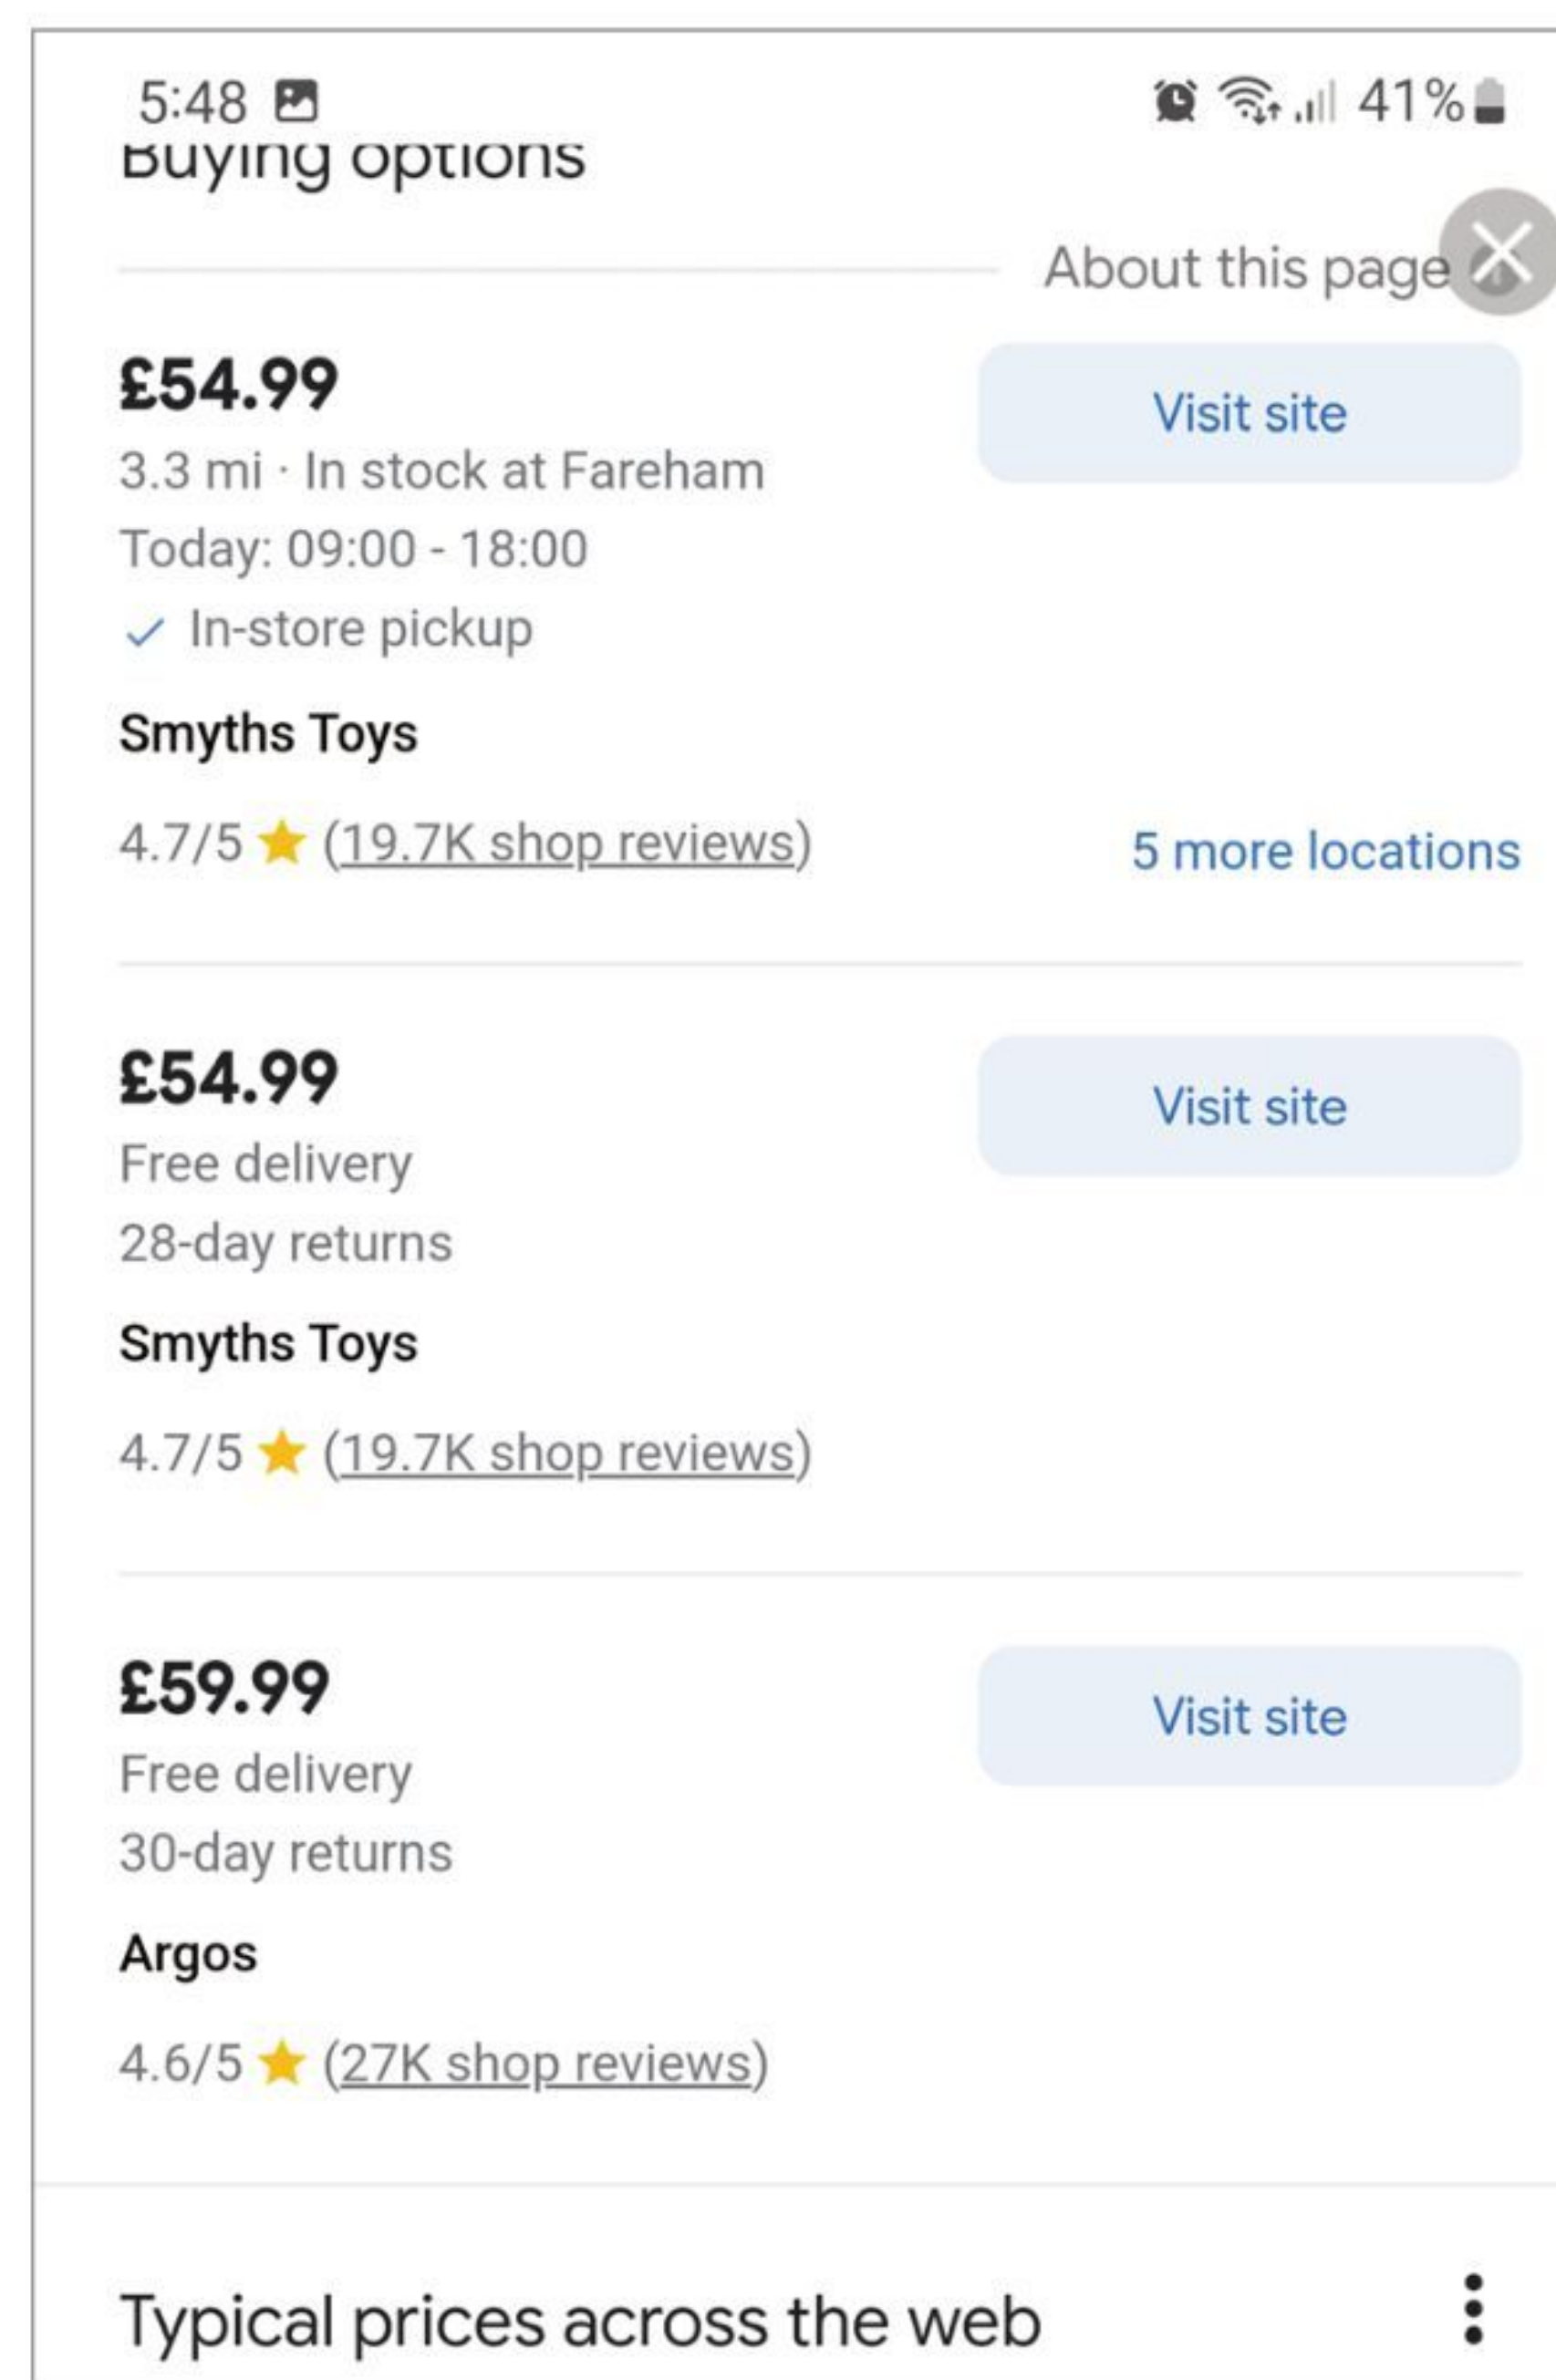 5:48
41%
Buying options
About this page
£54.99
Visit site
3.3 mi · In stock at Fareham
Today: 09:00 - 18:00
In-store pickup
Smyths Toys
4.7/5 ★ (19.7K shop reviews)
5 more locations
£54.99
Visit site
Free delivery
28-day returns
Smyths Toys
4.7/5 ★ (19.7K shop reviews)
£59.99
Visit site
Free delivery
30-day returns
Argos
4.6/5 ★ (27K shop reviews)
Typical prices across the web